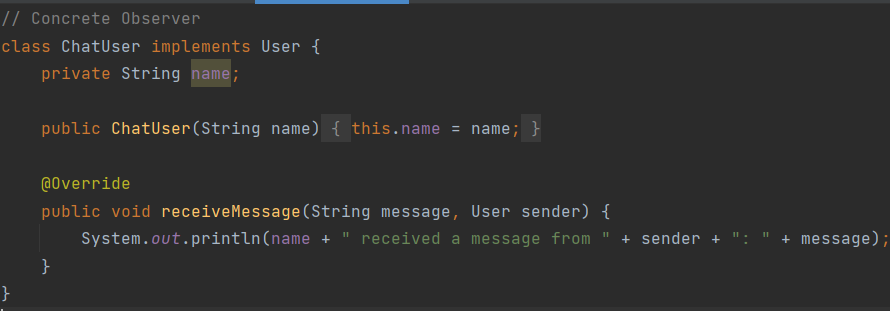 // Concrete Observer
class ChatUser implements User {
    private String name;
    public ChatUser(String name) { this.name = name; }
    @Override
    public void receiveMessage(String message, User sender) {
        System.out.println(name + " received a message from " + sender + ": " + message);
    }
}